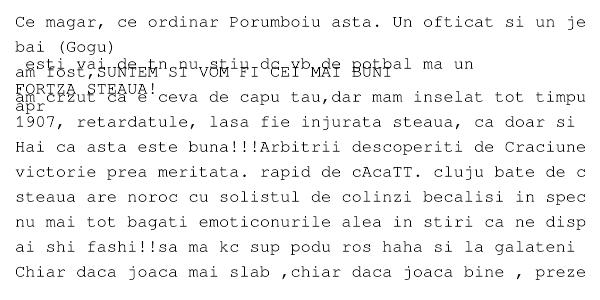 Ce magar, ce ordinar Porumboiu asta. Un ofticat si un je
bai (Gogu)
esti vai de tn nu stiu dc vb de potbal ma un
am fost,SUNTEM SI VOM FI CEI MAI BUNI
FORTZA STEAUA!
am crzut ca e ceva de capu tau,dar mam inselat tot timpu
apr
1907, retardatule, lasa fie injurata steaua, ca doar si
Hai ca asta este buna!!!Arbitrii descoperiti de Craciune
victorie prea meritata. rapid de cAcaTT. cluju bate de c
steaua are noroc cu solistul de colinzi becalisi in spec
nu mai tot bagati emoticonurile alea in stiri ca ne disp
ai shi fashi!!sa ma kc sup podu ros haha si la galateni
Chiar daca joaca mai slab ,chiar daca joaca bine , preze